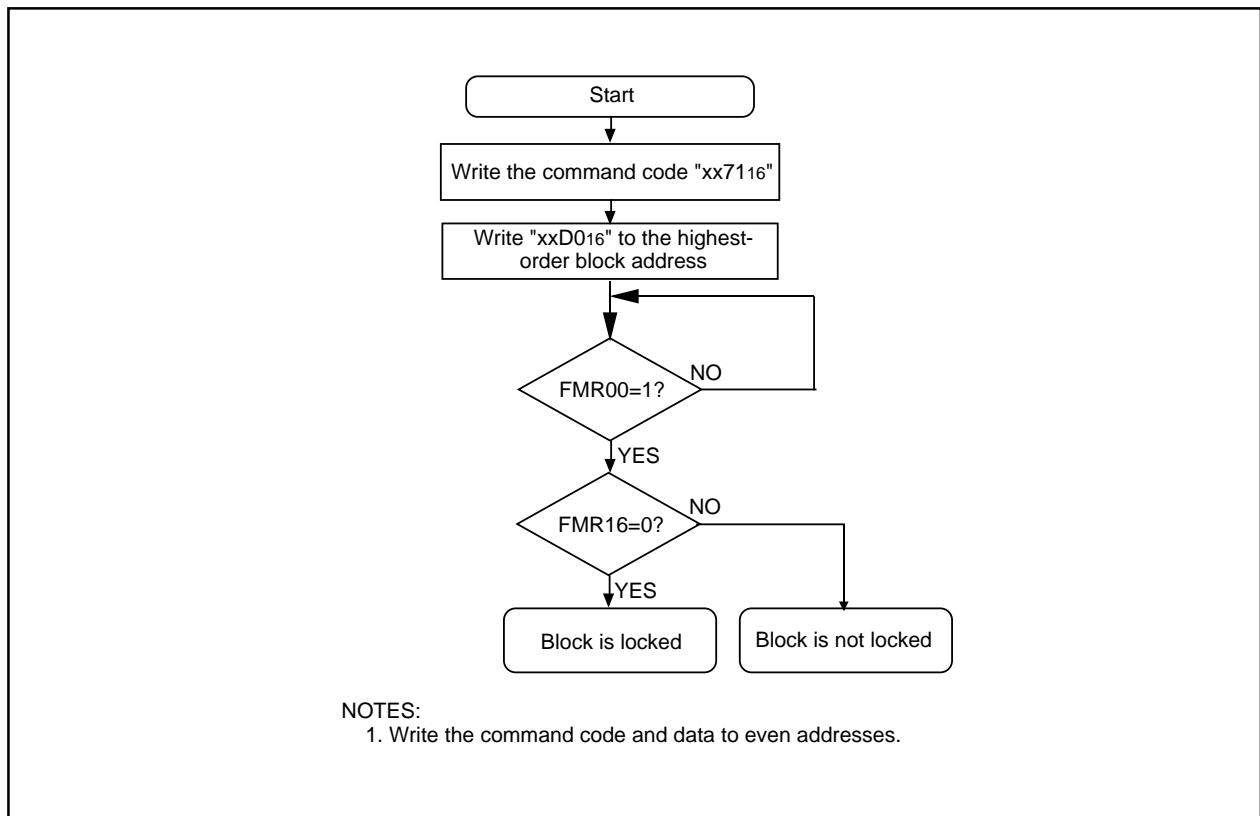 Start
Write the command code "xx7116"
Write "xxD016" to the highest-
order block address
FMR00=1?
NO
YES
FMR16=0?
NO
YES
Block is locked
Block is not locked
NOTES:
1. Write the command code and data to even addresses.